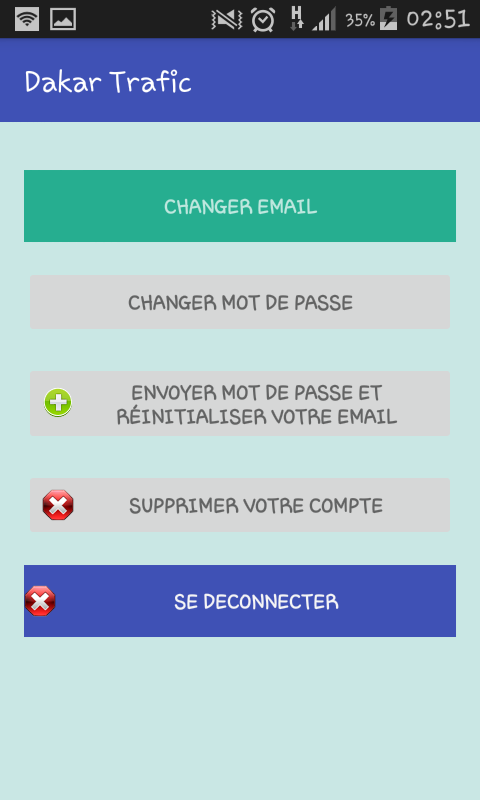 H 35% 02:51
Dakar Trafic
CHANGER EMAIL
CHANGER MOT DE PASSE
ENVOYER MOT DE PASSE ET
RÉINITIALISER VOTRE EMAIL
SUPPRIMER VOTRE COMPTE
SE DECONNECTER